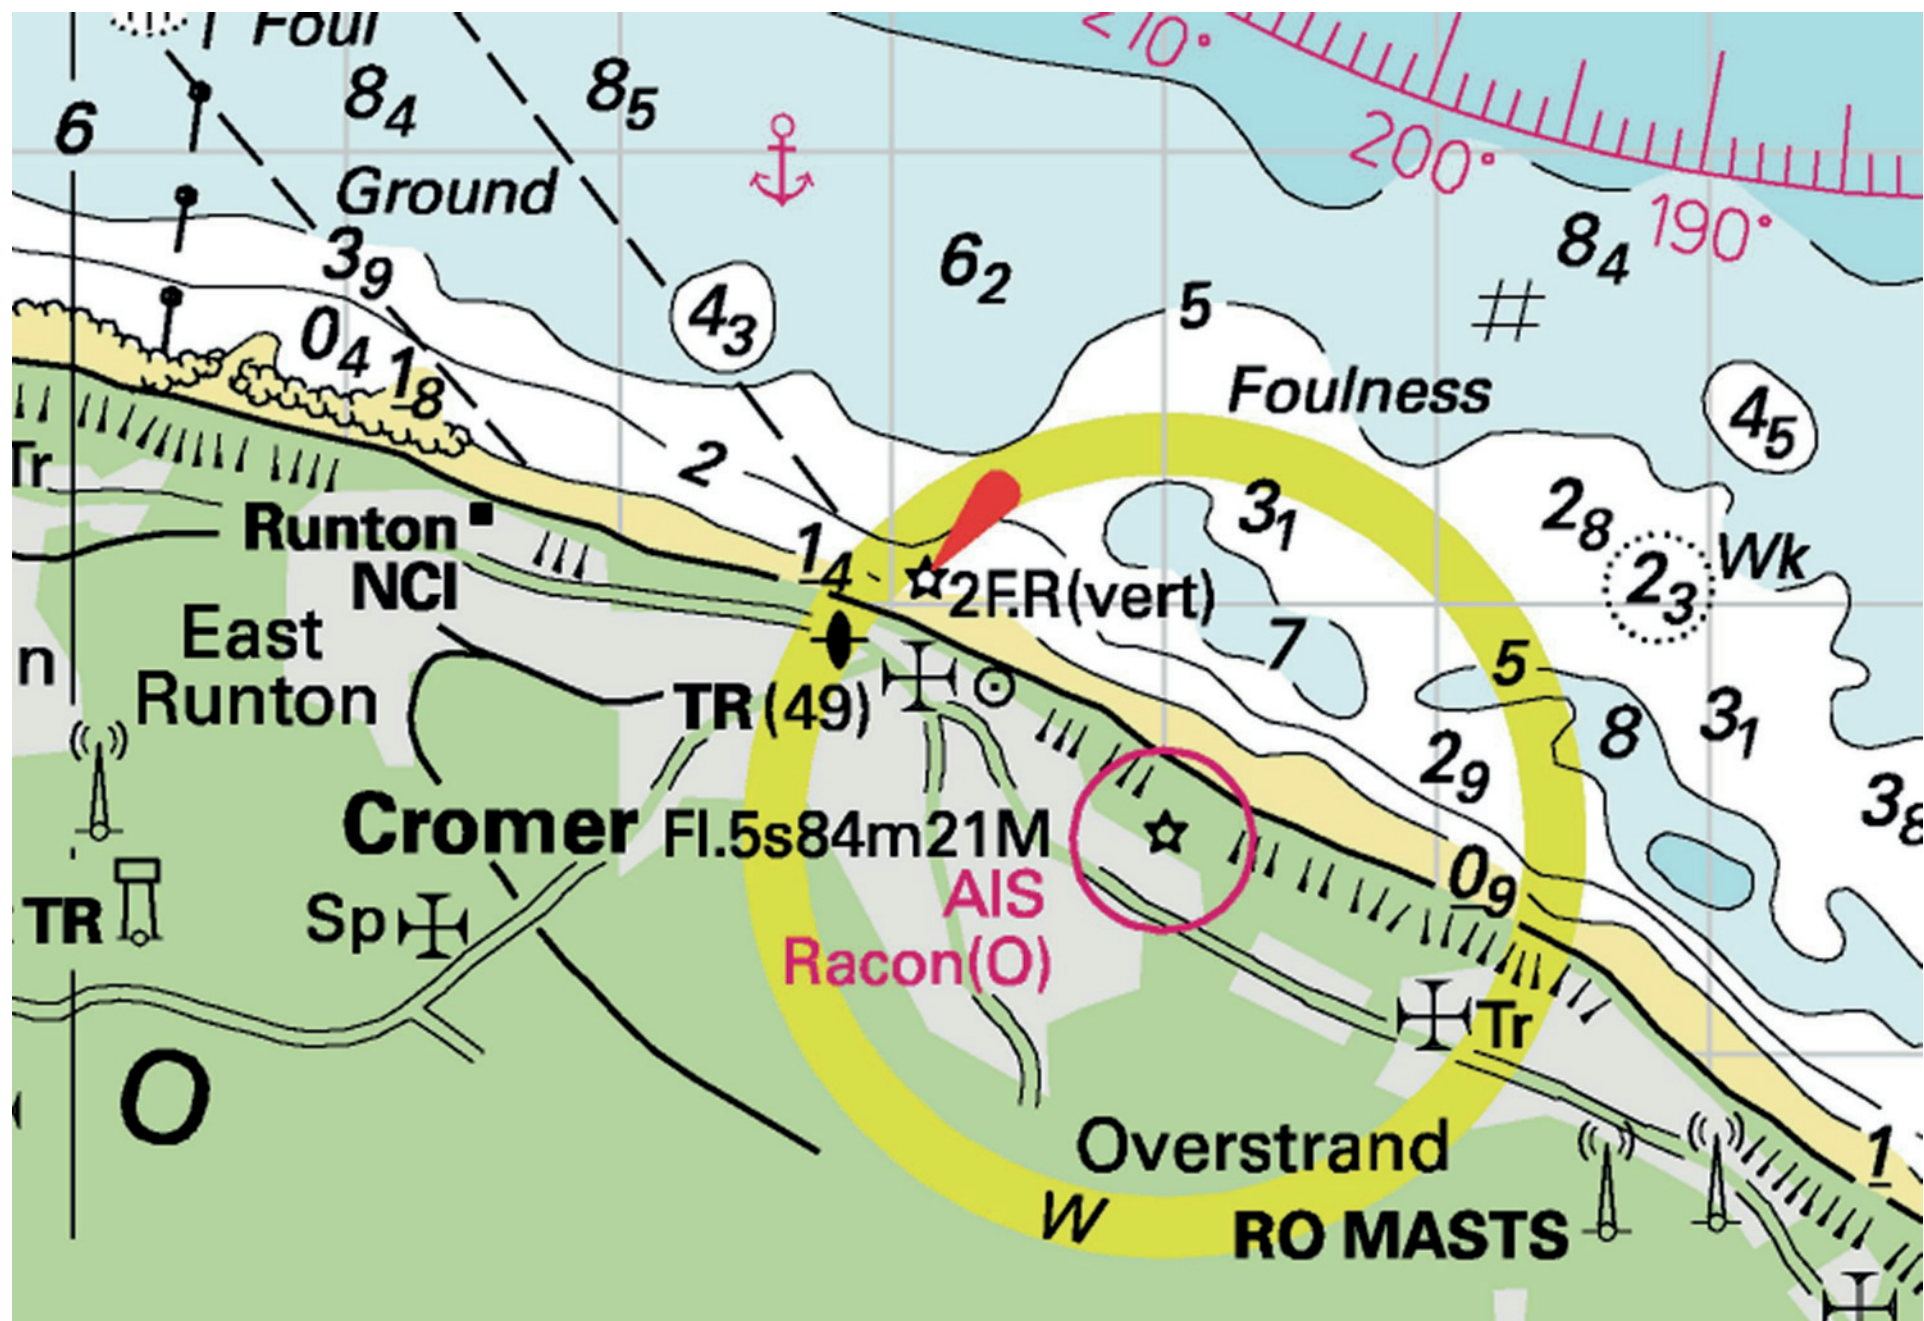 Foul
210°
8₄
8₅
6
200°
Ground
190°
8₄
3₉
6₂
4₃
5
0₄
1₈
Foulness
4₅
Tr
2
3₁
2₈
Runton
1₄
Wk
NCI
2F.R(vert)
2₃
East
7
n
5
Runton
TR(49)
8
3₁
2₉
3₈
Cromer
Fl.5s84m21M
AIS
0₉
TR
Sp
Racon(O)
Tr
O
Overstrand
1
W
RO MASTS